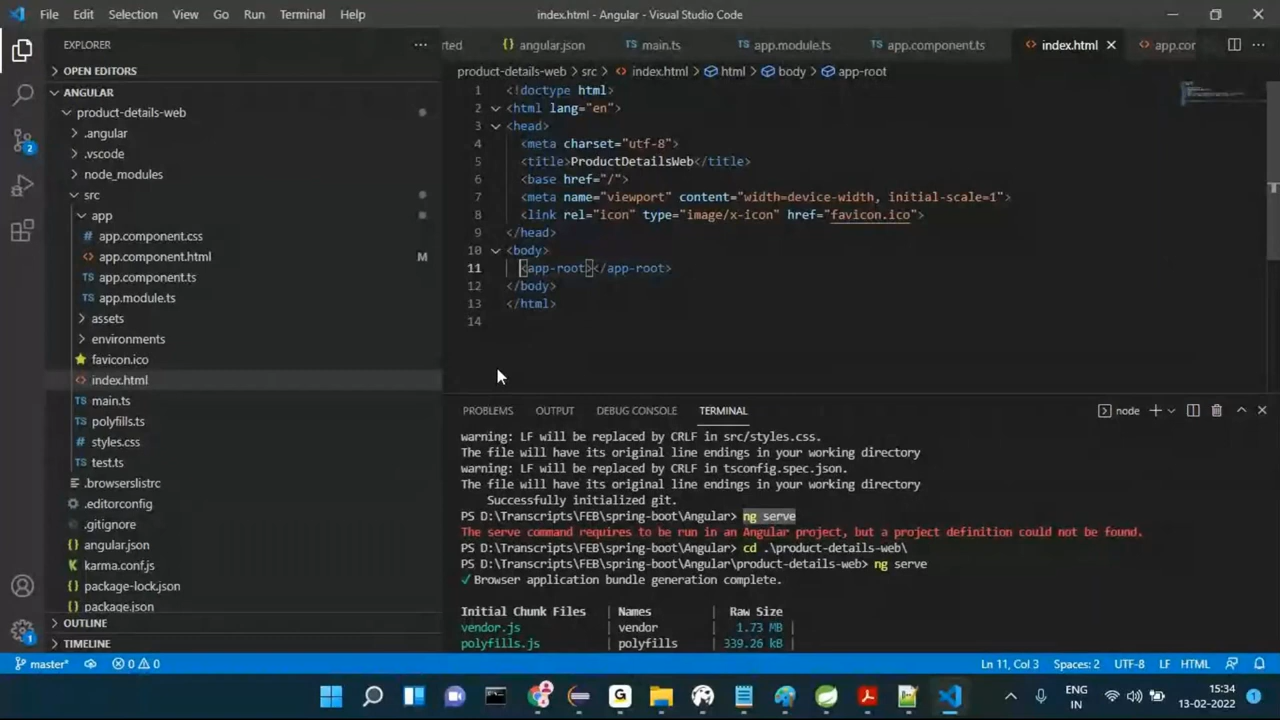 File Edit Selection View Go Run Terminal Help
index.html - Angular - Visual Studio Code
EXPLORER
OPEN EDITORS
ANGULAR
product-details-web
.angular
.vscode
node_modules
src
app
app.component.css
app.component.html M
app.component.ts
app.module.ts
assets
environments
favicon.ico
index.html
main.ts
polyfills.ts
styles.css
test.ts
.browserslistrc
.editorconfig
.gitignore
angular.json
karma.conf.js
package-lock.json
package.json
OUTLINE
TIMELINE
2
1
rted angular.json main.ts app.module.ts app.component.ts index.html app.cor
product-details-web > src > index.html > html > body > app-root
1 <!doctype html>
2 <html lang="en">
3 <head>
4 <meta charset="utf-8">
5 <title>ProductDetailsWeb</title>
6 <base href="/">
7 <meta name="viewport" content="width=device-width, initial-scale=1">
8 <link rel="icon" type="image/x-icon" href="favicon.ico">
9 </head>
10 <body>
11 <app-root></app-root>
12 </body>
13 </html>
14
PROBLEMS OUTPUT DEBUG CONSOLE TERMINAL node
warning: LF will be replaced by CRLF in src/styles.css.
The file will have its original line endings in your working directory
warning: LF will be replaced by CRLF in tsconfig.spec.json.
The file will have its original line endings in your working directory
Successfully initialized git.
PS D:\Transcripts\FEB\spring-boot\Angular> ng serve
The serve command requires to be run in an Angular project, but a project definition could not be found.
PS D:\Transcripts\FEB\spring-boot\Angular> cd .\product-details-web\
PS D:\Transcripts\FEB\spring-boot\Angular\product-details-web> ng serve
✓ Browser application bundle generation complete.
Initial Chunk Files | Names | Raw Size
vendor.js | vendor | 1.73 MB |
polyfills.js | polyfills | 339.26 kB |
master* 0 0 Ln 11, Col 3 Spaces: 2 UTF-8 LF HTML
ENG
IN
15:34
13-02-2022
1